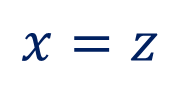 x = z